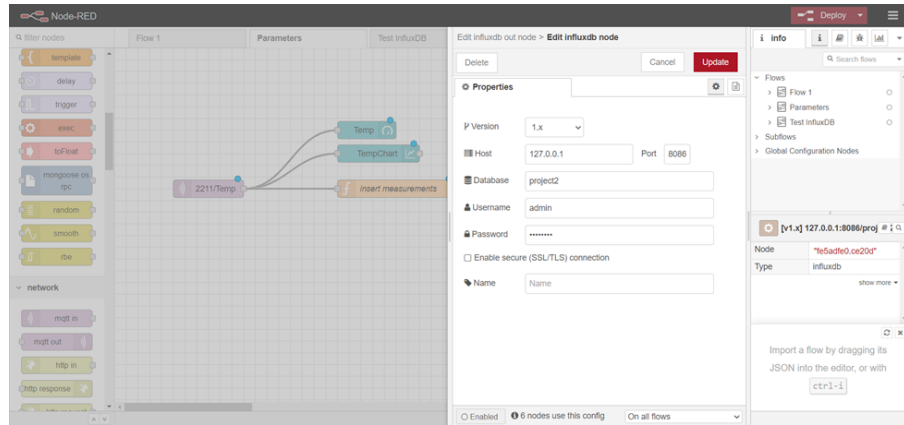 Node-RED
Deploy
filter nodes
template
delay
trigger
exec
toFloat
mongoose os
rpc
random
smooth
rbe
network
mqtt in
mqtt out
http in
http response
Flow 1
Parameters
Test InfluxDB
Temp
TempChart
2211/Temp
Insert measurements
Edit influxdb out node > Edit influxdb node
Delete
Cancel
Update
Properties
Version
1.x
Host
127.0.0.1
Port
8086
Database
project2
Username
admin
Password
••••••••
Enable secure (SSL/TLS) connection
Name
Name
Enabled
6 nodes use this config
On all flows
i info
i
Search flows
Flows
Flow 1
Parameters
Test InfluxDB
Subflows
Global Configuration Nodes
[v1.x] 127.0.0.1:8086/proj
Node
"fe5adfe0.ce20d"
Type
influxdb
show more
Import a flow by dragging its
JSON into the editor, or with
ctrl-i